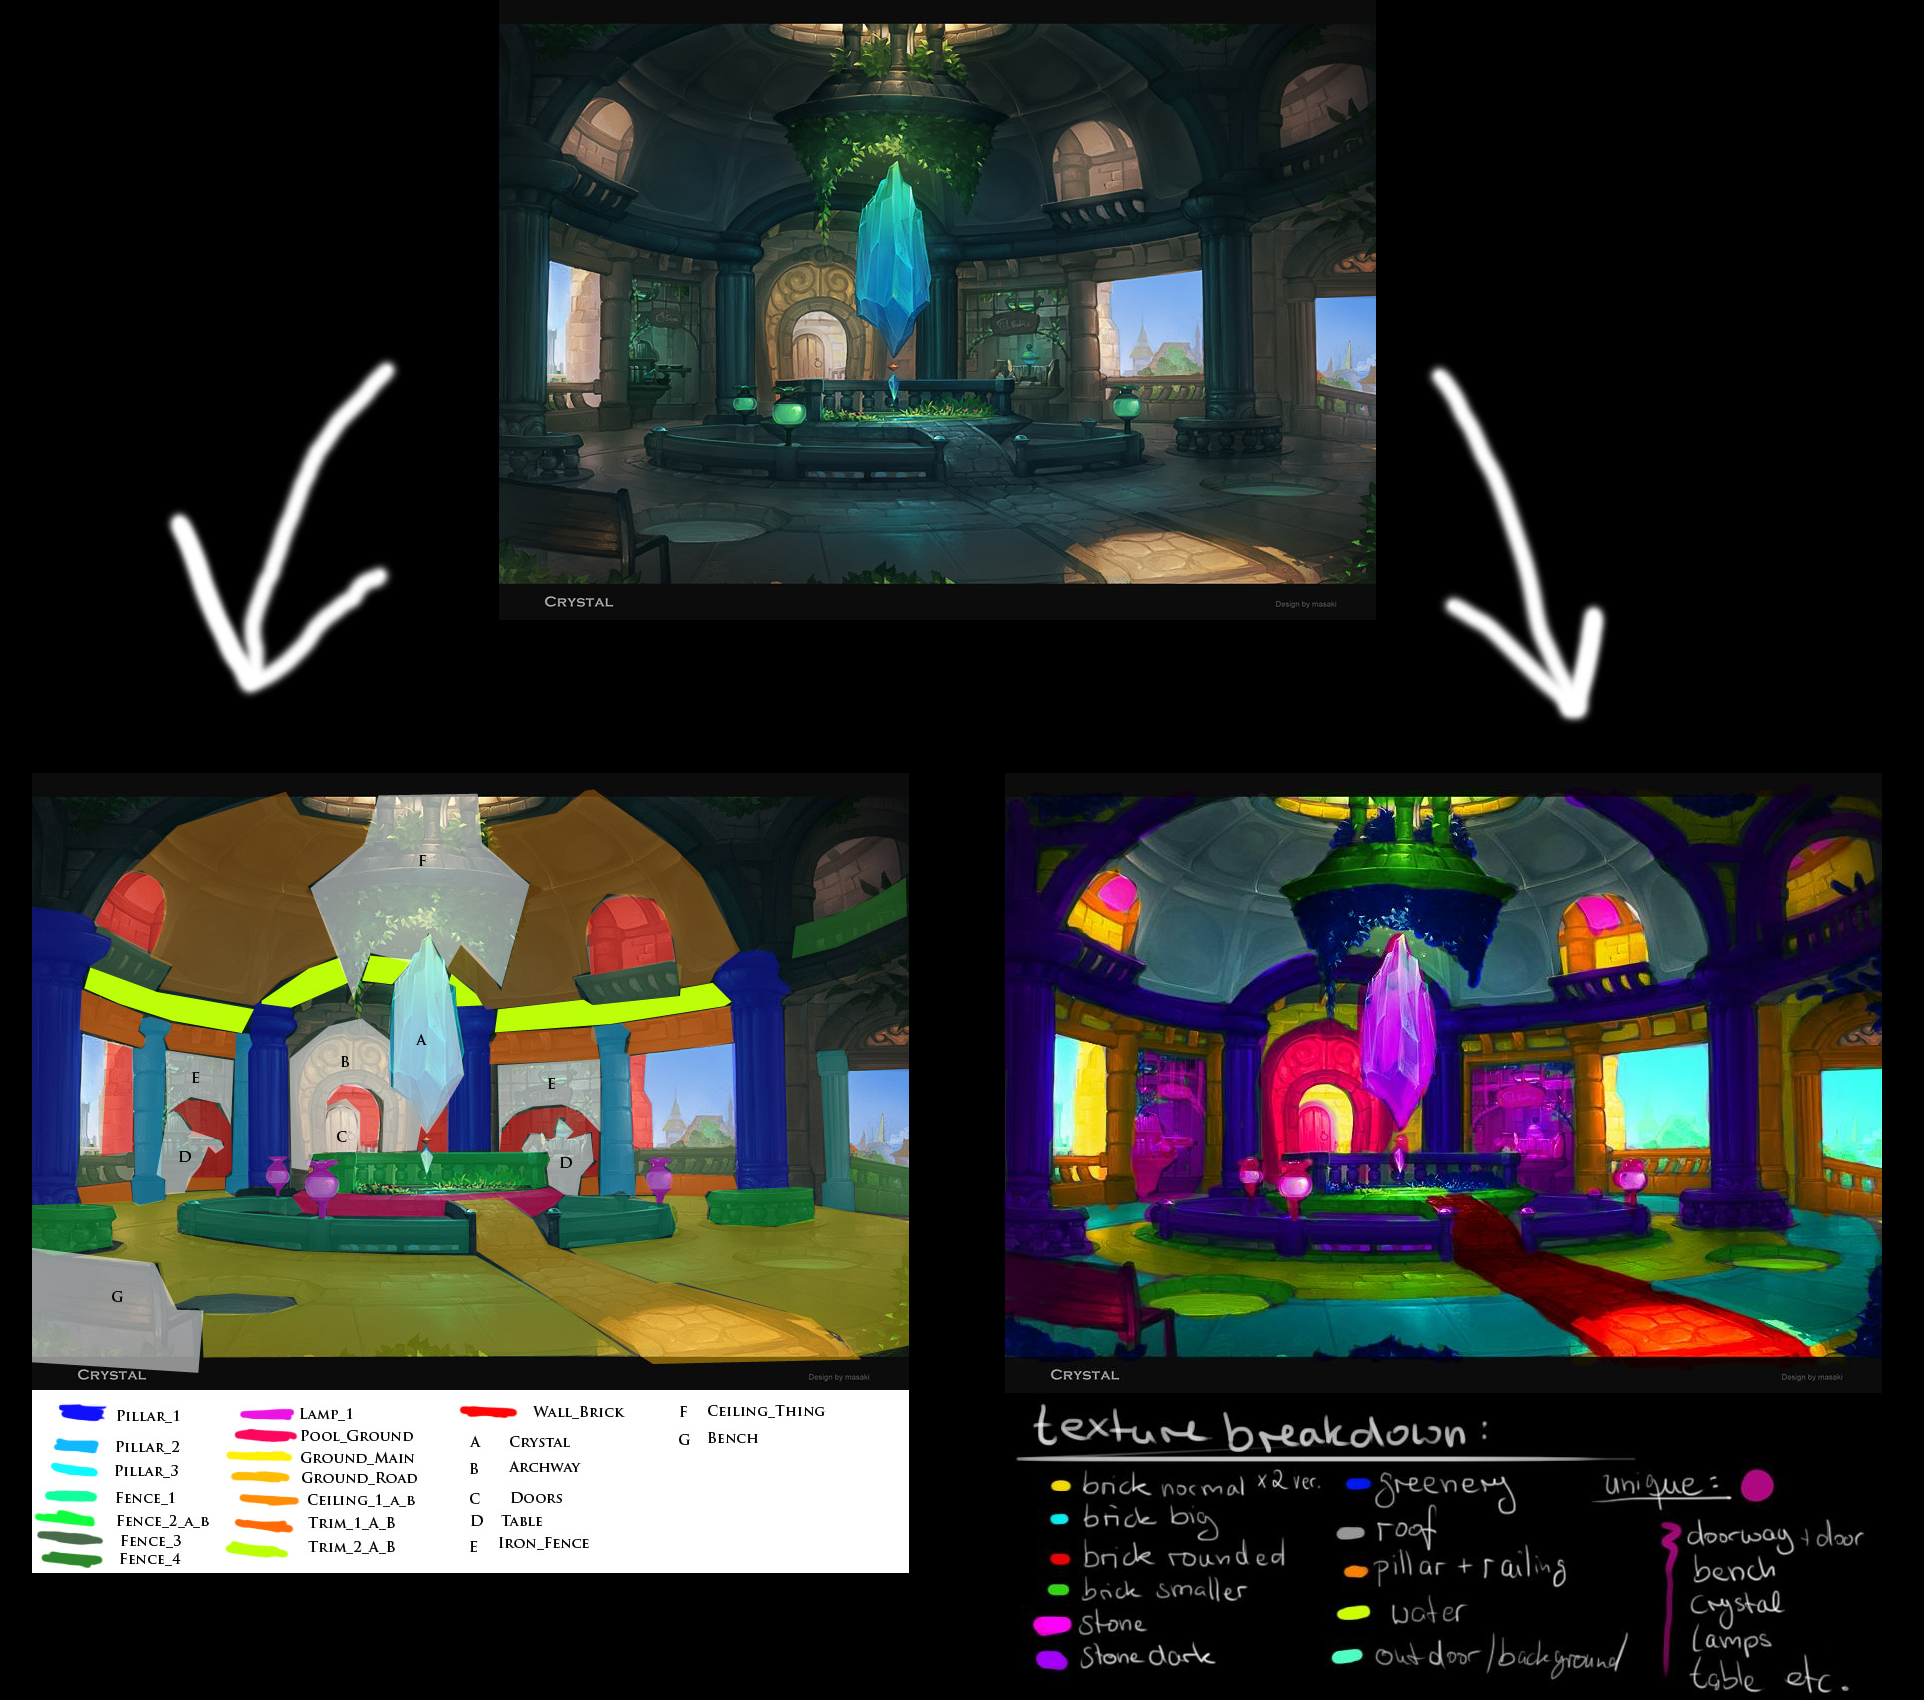 Crystal
Design by masaki
F
A
B
E
E
C
D
D
G
Crystal
Design by masaki
Pillar_1
Pillar_2
Pillar_3
Fence_1
Fence_2_a_b
Fence_3
Fence_4
Lamp_1
Pool_Ground
Ground_Main
Ground_Road
Ceiling_1_a_b
Trim_1_A_B
Trim_2_A_B
Wall_Brick
A Crystal
B Archway
C Doors
D Table
E Iron_Fence
F Ceiling_Thing
G Bench
Crystal
Design by masaki
texture breakdown:
brick normal x2 ver.
brick big
brick rounded
brick smaller
stone
stone dark
greenery
roof
pillar + railing
water
outdoor/background
unique:
doorway + door
bench
crystal
lamps
table etc.